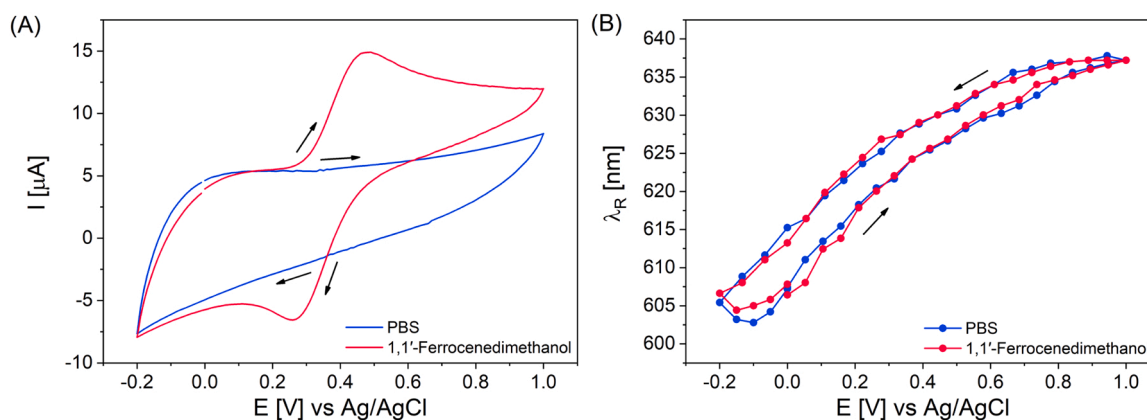 (A)
15
10
5
0
-5
-10
I [µA]
-0.2 0.0 0.2 0.4 0.6 0.8 1.0
E [V] vs Ag/AgCl
PBS
1,1′-Ferrocenedimethanol
(B)
640
635
630
625
620
615
610
605
600
λR [nm]
-0.2 0.0 0.2 0.4 0.6 0.8 1.0
E [V] vs Ag/AgCl
PBS
1,1′-Ferrocenedimethano